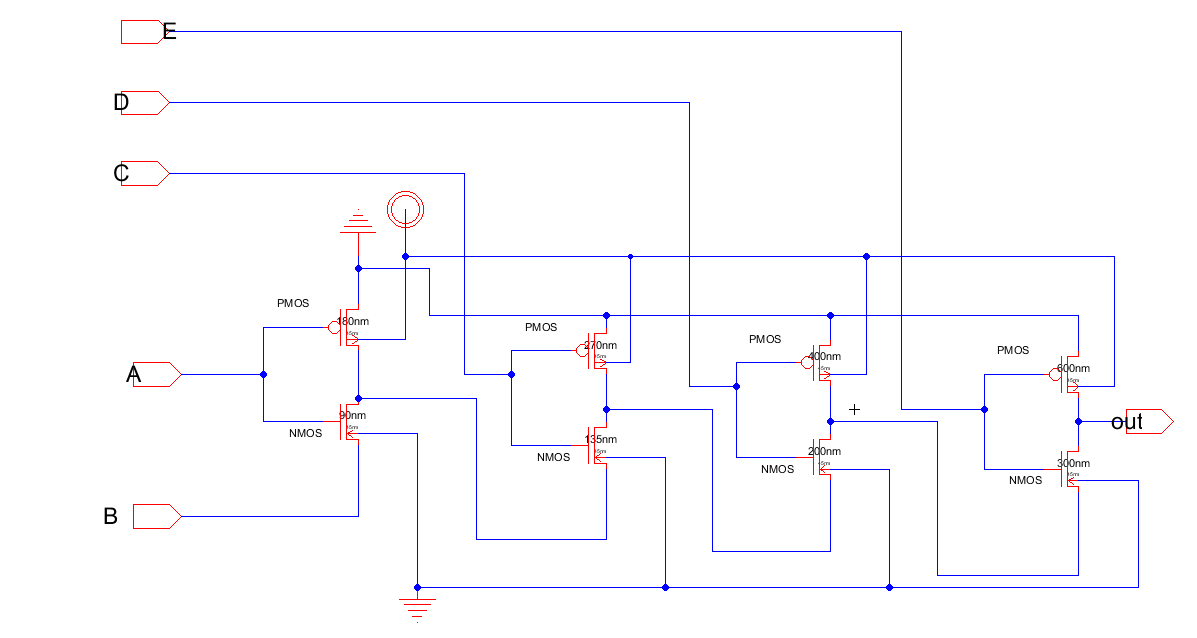 E
D
C
PMOS
180nm
PMOS
270nm
PMOS
400nm
PMOS
600nm
A
90nm
NMOS
out
135nm
NMOS
200nm
NMOS
300nm
NMOS
B